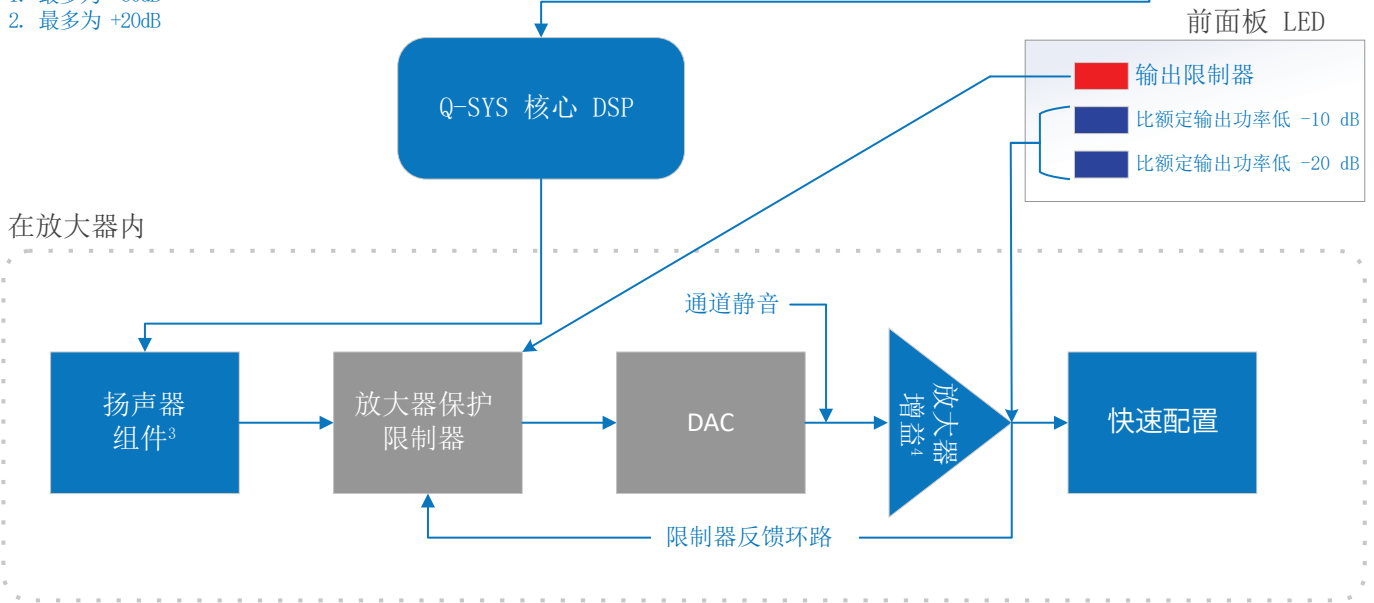 2. 最多为 +20dB
前面板 LED
输出限制器
Q-SYS 核心 DSP
比额定输出功率低 -10 dB
比额定输出功率低 -20 dB
在放大器内
通道静音
扬声器
组件³
放大器保护
限制器
DAC
放大器
增益⁴
快速配置
限制器反馈环路